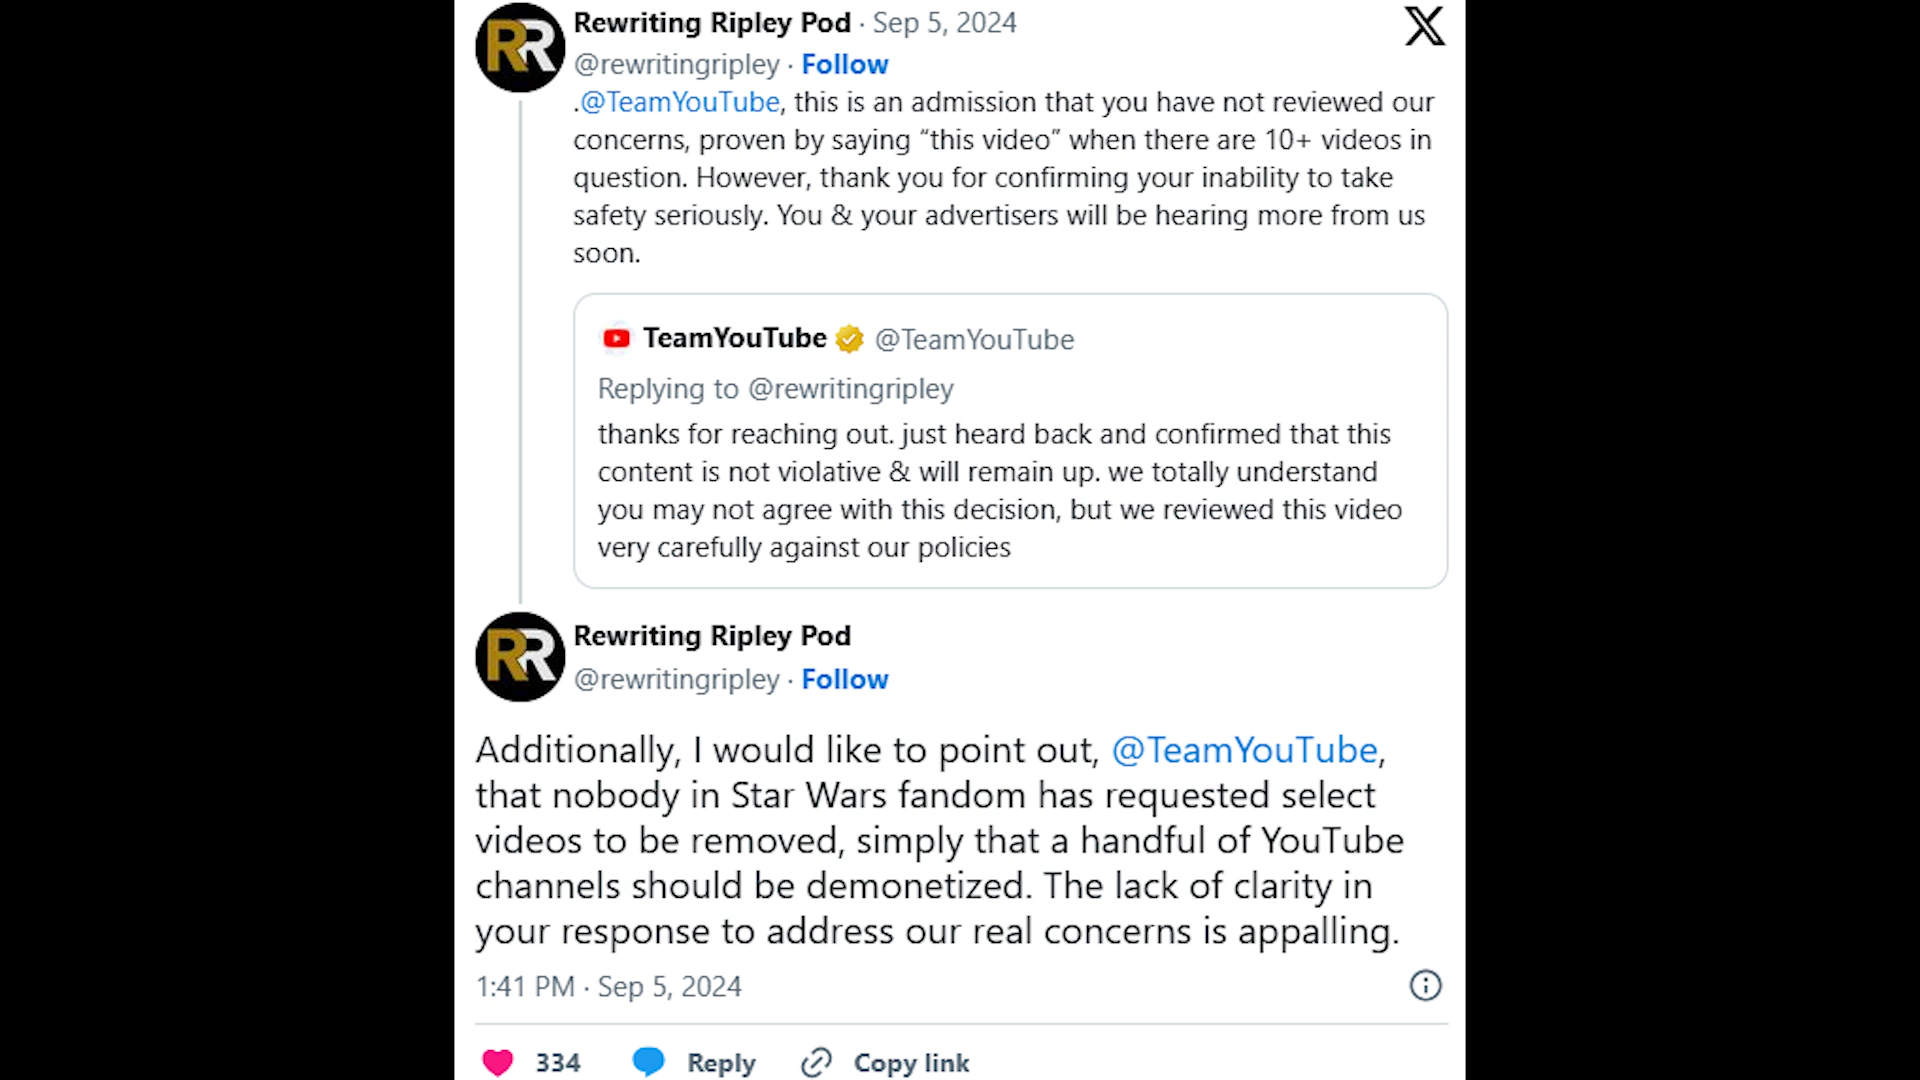 RR
Rewriting Ripley Pod · Sep 5, 2024
@rewritingripley · Follow
.@TeamYouTube, this is an admission that you have not reviewed our
concerns, proven by saying “this video” when there are 10+ videos in
question. However, thank you for confirming your inability to take
safety seriously. You & your advertisers will be hearing more from us
soon.
TeamYouTube @TeamYouTube
Replying to @rewritingripley
thanks for reaching out. just heard back and confirmed that this
content is not violative & will remain up. we totally understand
you may not agree with this decision, but we reviewed this video
very carefully against our policies
RR
Rewriting Ripley Pod
@rewritingripley · Follow
Additionally, I would like to point out, @TeamYouTube,
that nobody in Star Wars fandom has requested select
videos to be removed, simply that a handful of YouTube
channels should be demonetized. The lack of clarity in
your response to address our real concerns is appalling.
1:41 PM · Sep 5, 2024
334 Reply Copy link